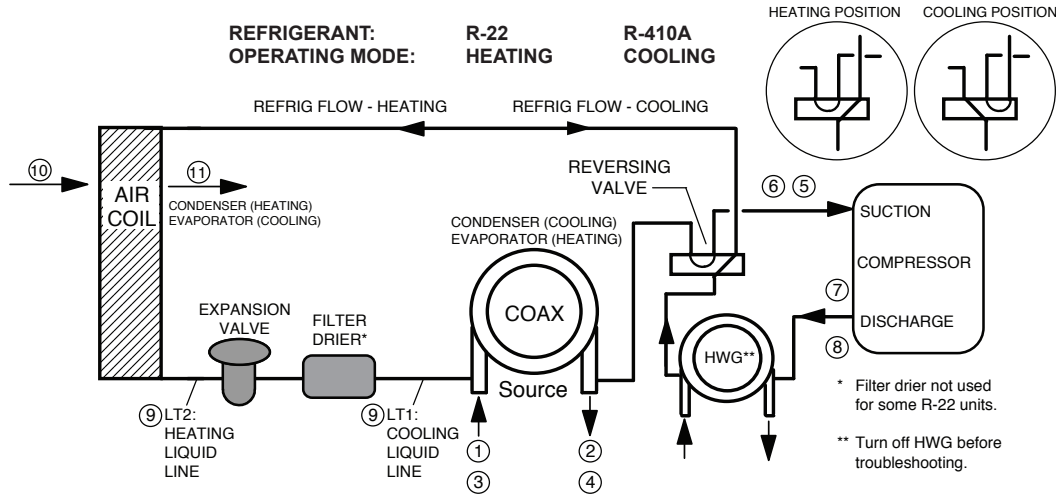 HEATING POSITION COOLING POSITION
REFRIGERANT: R-22 R-410A
OPERATING MODE: HEATING COOLING
REFRIG FLOW - HEATING REFRIG FLOW - COOLING
REVERSING
VALVE
10
11
AIR
COIL
CONDENSER (HEATING)
EVAPORATOR (COOLING)
CONDENSER (COOLING)
EVAPORATOR (HEATING)
6 5
SUCTION
COMPRESSOR
7
DISCHARGE
8
EXPANSION
VALVE
FILTER
DRIER*
COAX
Source
HWG**
9 LT2:
HEATING
LIQUID
LINE
9 LT1:
COOLING
LIQUID
LINE
1
3
2
4
* Filter drier not used
for some R-22 units.
** Turn off HWG before
troubleshooting.